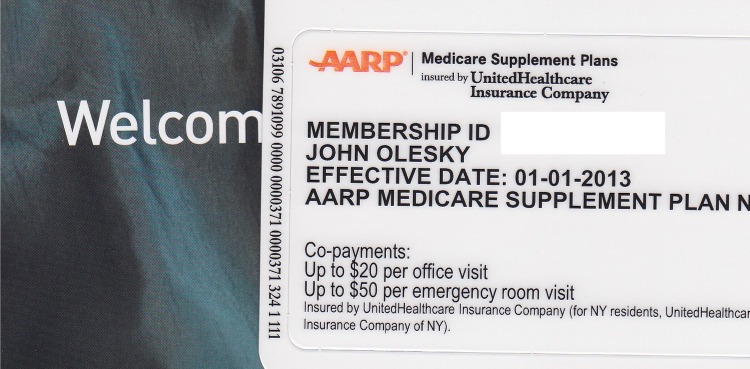 Welcom
03106 7891099 0000 0000371 0000371 324 1 111
AARP® Medicare Supplement Plans
insured by UnitedHealthcare
Insurance Company
MEMBERSHIP ID
JOHN OLESKY
EFFECTIVE DATE: 01-01-2013
AARP MEDICARE SUPPLEMENT PLAN N
Co-payments:
Up to $20 per office visit
Up to $50 per emergency room visit
Insured by UnitedHealthcare Insurance Company (for NY residents, UnitedHealthcar
Insurance Company of NY).